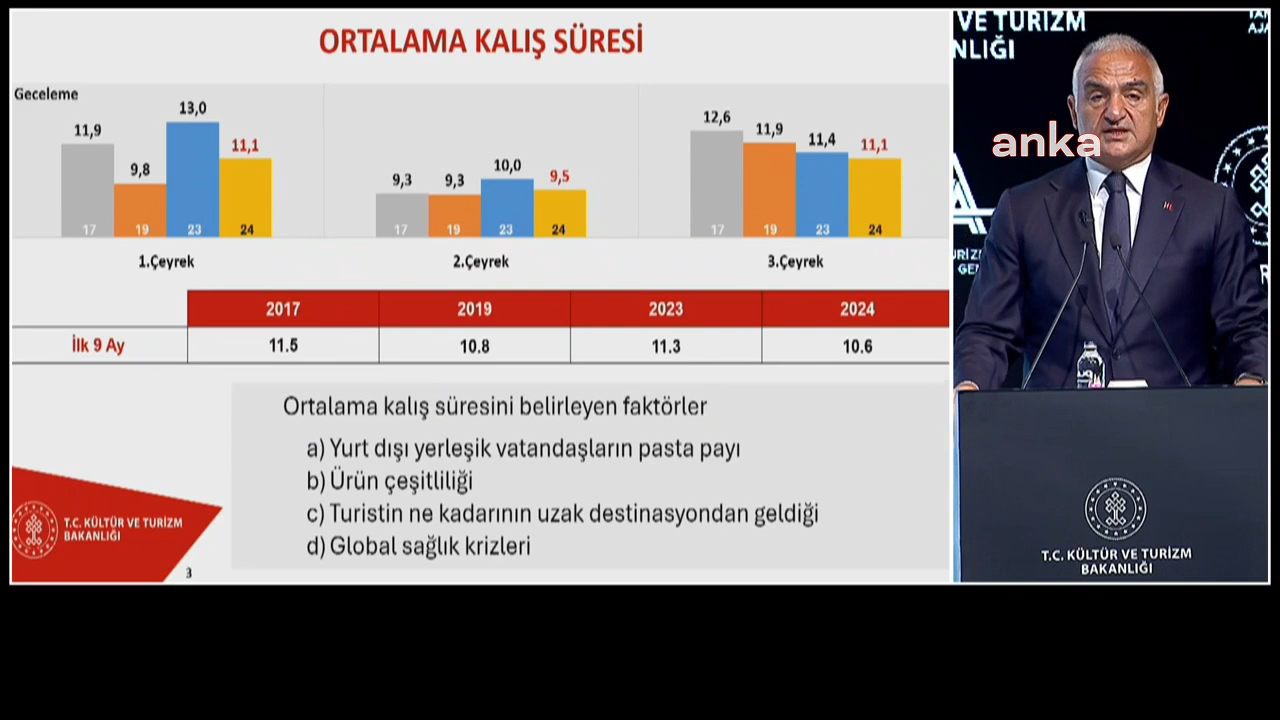 ORTALAMA KALIŞ SÜRESİ
Geceleme
11,9
9,8
13,0
11,1
17
19
23
24
1.Çeyrek
9,3
9,3
10,0
9,5
17
19
23
24
2.Çeyrek
12,6
11,9
11,4
11,1
17
19
23
24
3.Çeyrek
2017 2019 2023 2024
İlk 9 Ay 11.5 10.8 11.3 10.6
Ortalama kalış süresini belirleyen faktörler
a) Yurt dışı yerleşik vatandaşların pasta payı
b) Ürün çeşitliliği
c) Turistin ne kadarının uzak destinasyondan geldiği
d) Global sağlık krizleri
T.C. KÜLTÜR VE TURİZM
BAKANLIĞI
3
VE TURİZM
NLIĞI
anka
T.C. KÜLTÜR VE TURİZM
BAKANLIĞI